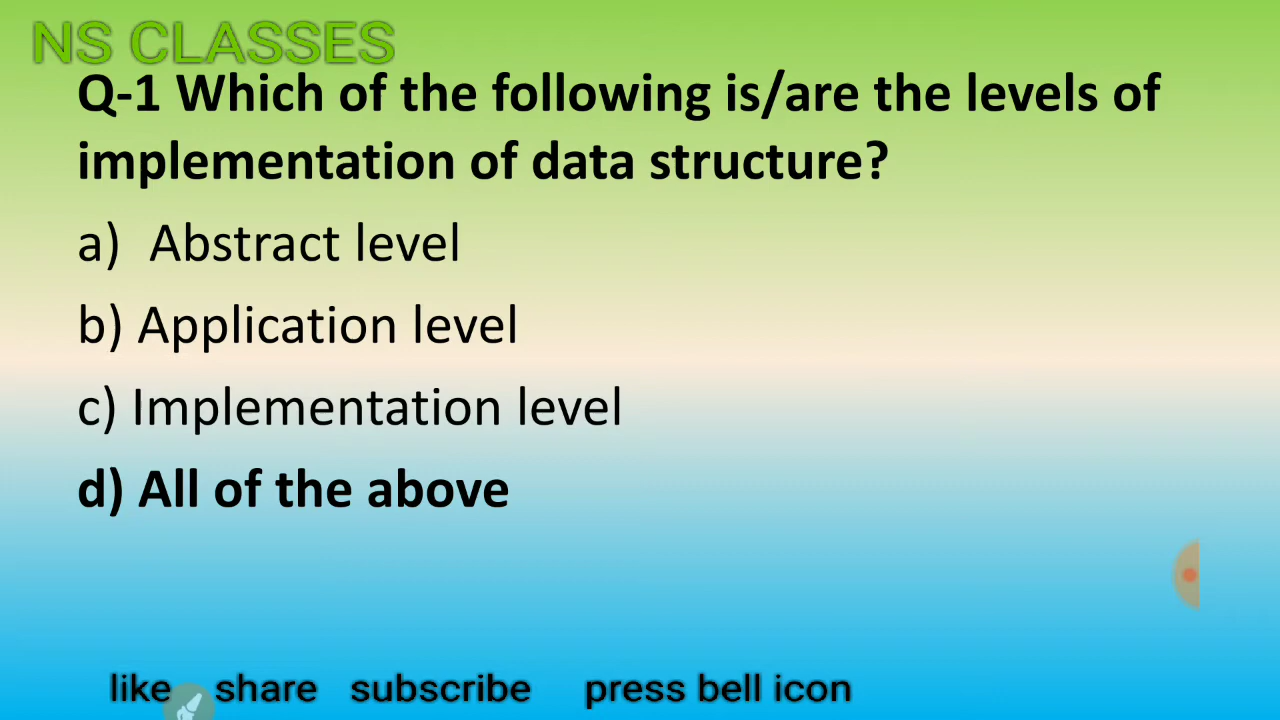 NS CLASSES
Q-1 Which of the following is/are the levels of
implementation of data structure?
a) Abstract level
b) Application level
c) Implementation level
d) All of the above
like share subscribe press bell icon